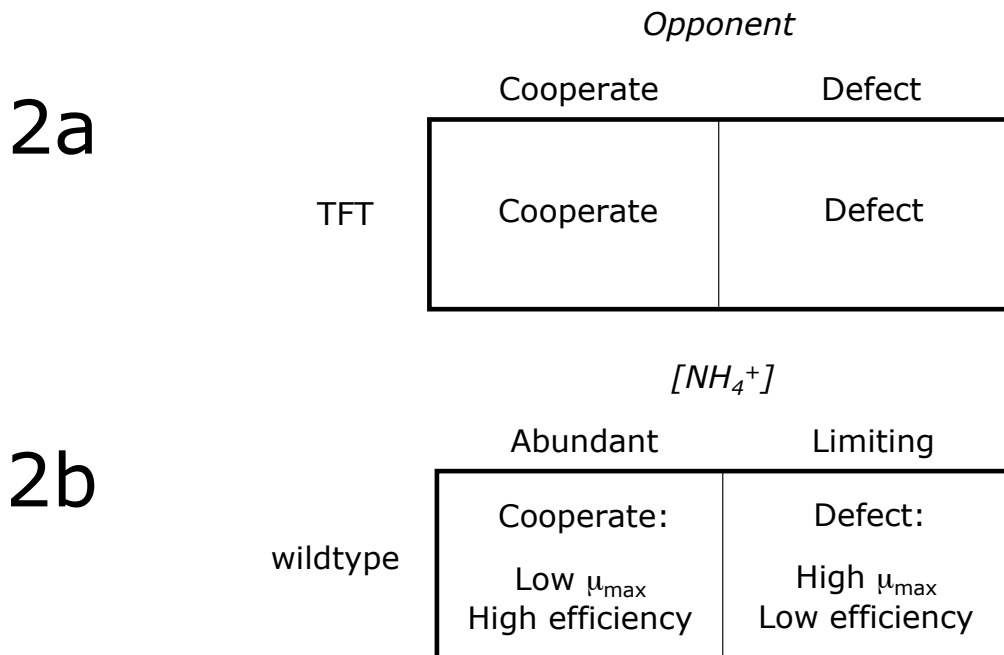 Opponent
Cooperate Defect
2a
TFT Cooperate Defect
[NH₄⁺]
Abundant Limiting
2b
Cooperate: Defect:
wildtype
Low μmax High μmax
High efficiency Low efficiency